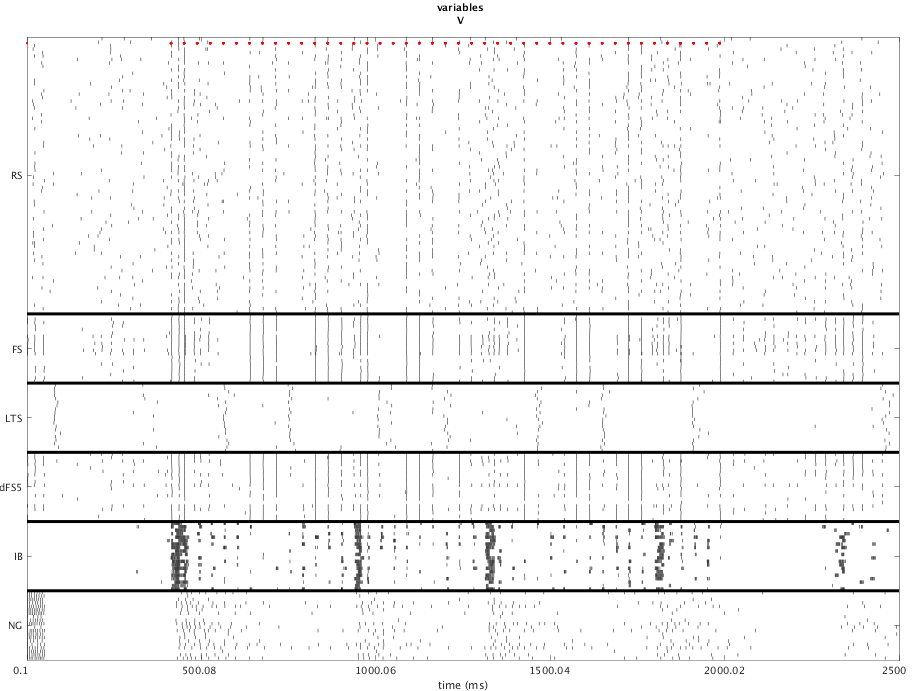 variables
V
RS
FS
LTS
dFS5
IB
NG
0.1
500.08
1000.06
1500.04
2000.02
2500
time (ms)